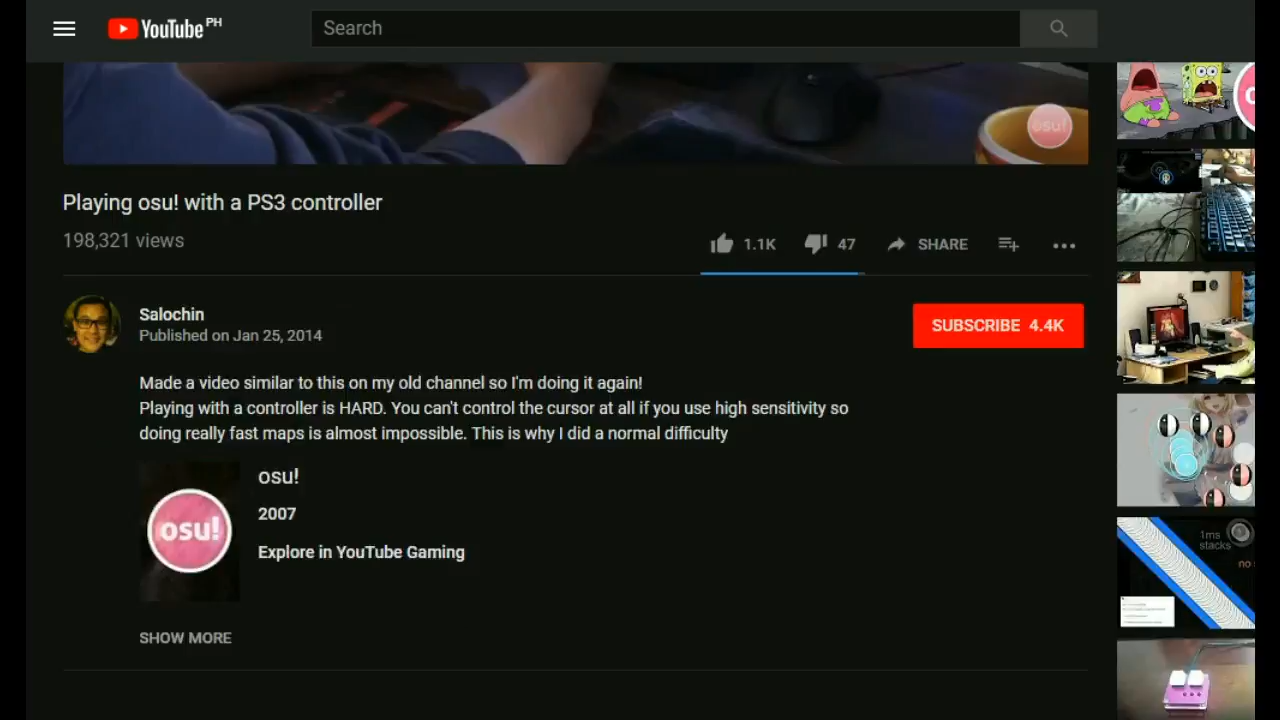 YouTube PH
Search
osu!
Playing osu! with a PS3 controller
198,321 views
1.1K
47
SHARE
Salochin
Published on Jan 25, 2014
SUBSCRIBE 4.4K
Made a video similar to this on my old channel so I'm doing it again!
Playing with a controller is HARD. You can't control the cursor at all if you use high sensitivity so
doing really fast maps is almost impossible. This is why I did a normal difficulty
osu!
osu!
2007
Explore in YouTube Gaming
SHOW MORE
1ms
stacks
no